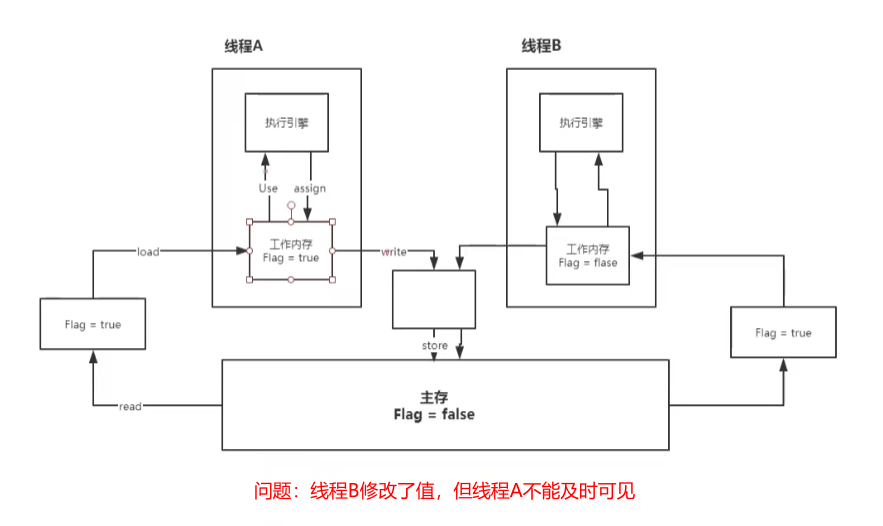 线程A
线程B
执行引擎
执行引擎
Use
assign
工作内存
Flag = true
工作内存
Flag = flase
load
write
Flag = true
Flag = true
store
read
主存
Flag = false
问题：线程B修改了值，但线程A不能及时可见